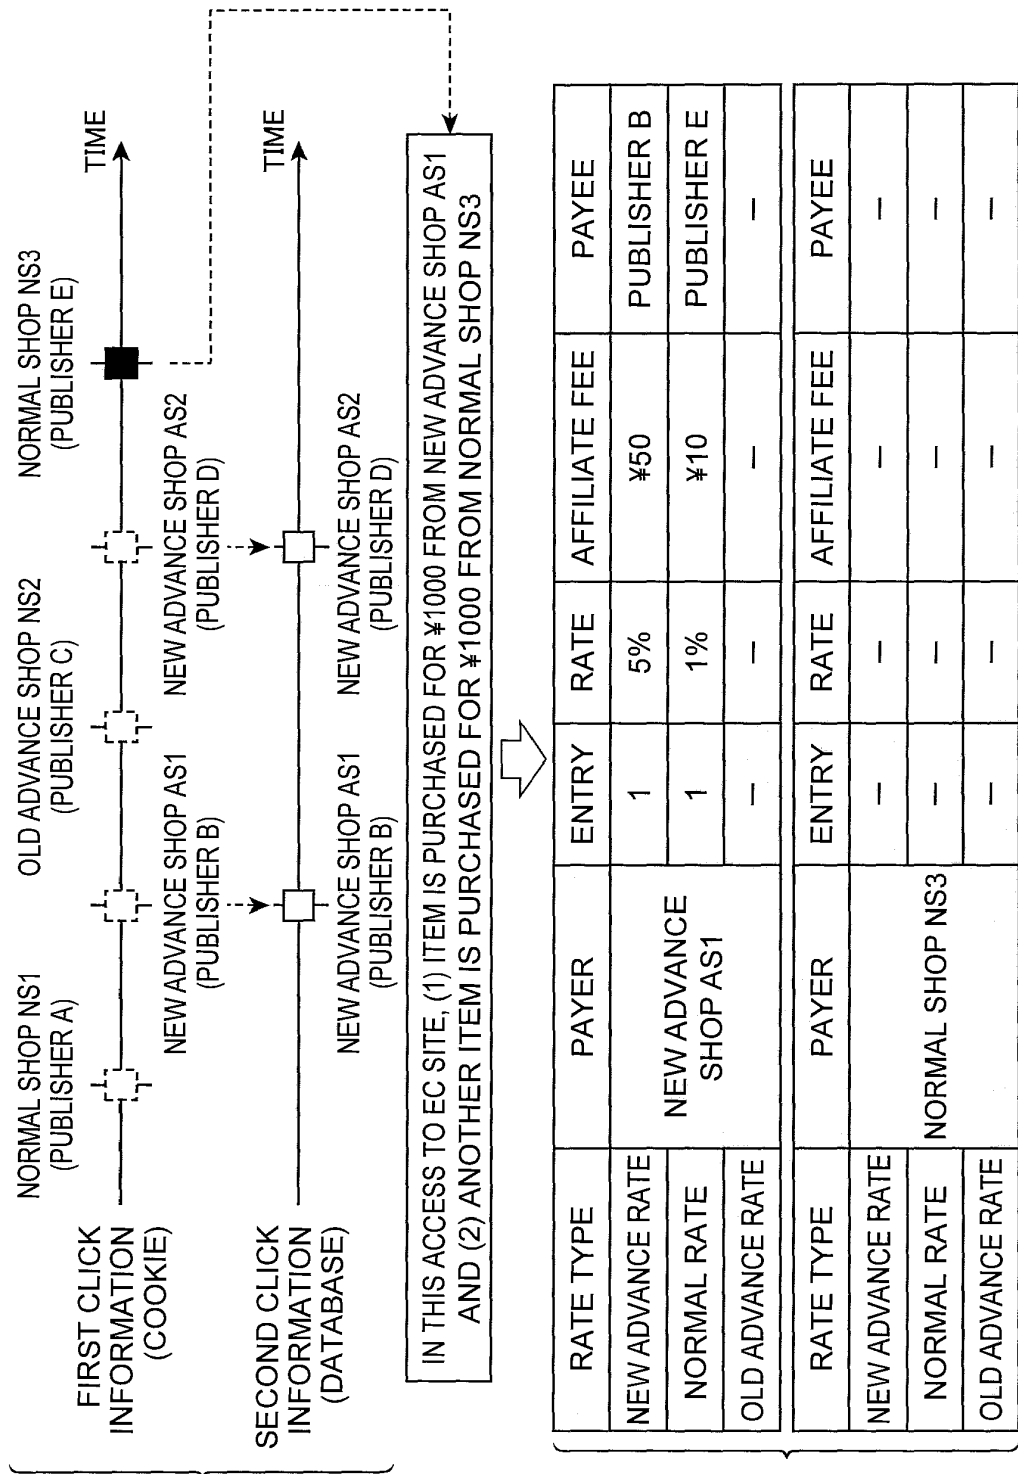 NORMAL SHOP NS1
(PUBLISHER A)
OLD ADVANCE SHOP NS2
(PUBLISHER C)
NORMAL SHOP NS3
(PUBLISHER E)
FIRST CLICK
INFORMATION
(COOKIE)
TIME
NEW ADVANCE SHOP AS1
(PUBLISHER B)
NEW ADVANCE SHOP AS2
(PUBLISHER D)
SECOND CLICK
INFORMATION
(DATABASE)
TIME
NEW ADVANCE SHOP AS1
(PUBLISHER B)
NEW ADVANCE SHOP AS2
(PUBLISHER D)
IN THIS ACCESS TO EC SITE, (1) ITEM IS PURCHASED FOR ¥1000 FROM NEW ADVANCE SHOP AS1
AND (2) ANOTHER ITEM IS PURCHASED FOR ¥1000 FROM NORMAL SHOP NS3
RATE TYPE PAYER ENTRY RATE AFFILIATE FEE PAYEE
NEW ADVANCE RATE NEW ADVANCE SHOP AS1 1 5% ¥50 PUBLISHER B
NORMAL RATE 1 1% ¥10 PUBLISHER E
OLD ADVANCE RATE – – – –
RATE TYPE PAYER ENTRY RATE AFFILIATE FEE PAYEE
NEW ADVANCE RATE NORMAL SHOP NS3 – – – –
NORMAL RATE – – – –
OLD ADVANCE RATE – – – –